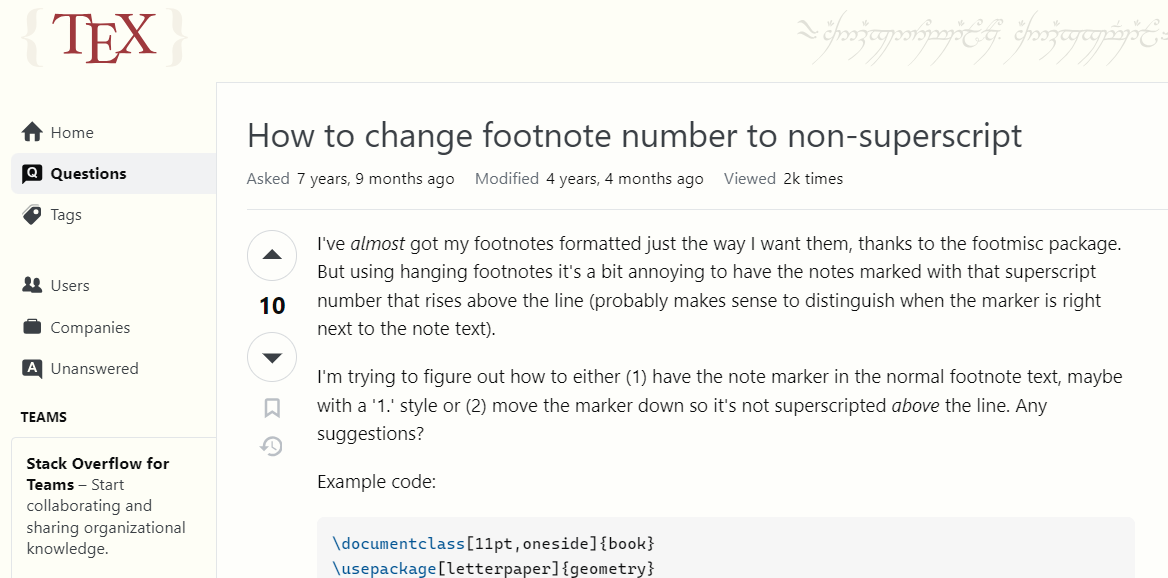 {TEX}
Home
Questions
Tags
Users
Companies
Unanswered
TEAMS
Stack Overflow for
Teams – Start
collaborating and
sharing organizational
knowledge.
How to change footnote number to non-superscript
Asked 7 years, 9 months ago Modified 4 years, 4 months ago Viewed 2k times
10
I've almost got my footnotes formatted just the way I want them, thanks to the footmisc package.
But using hanging footnotes it's a bit annoying to have the notes marked with that superscript
number that rises above the line (probably makes sense to distinguish when the marker is right
next to the note text).
I'm trying to figure out how to either (1) have the note marker in the normal footnote text, maybe
with a '1.' style or (2) move the marker down so it's not superscripted above the line. Any
suggestions?
Example code:
\documentclass[11pt,oneside]{book}
\usepackage[letterpaper]{geometry}